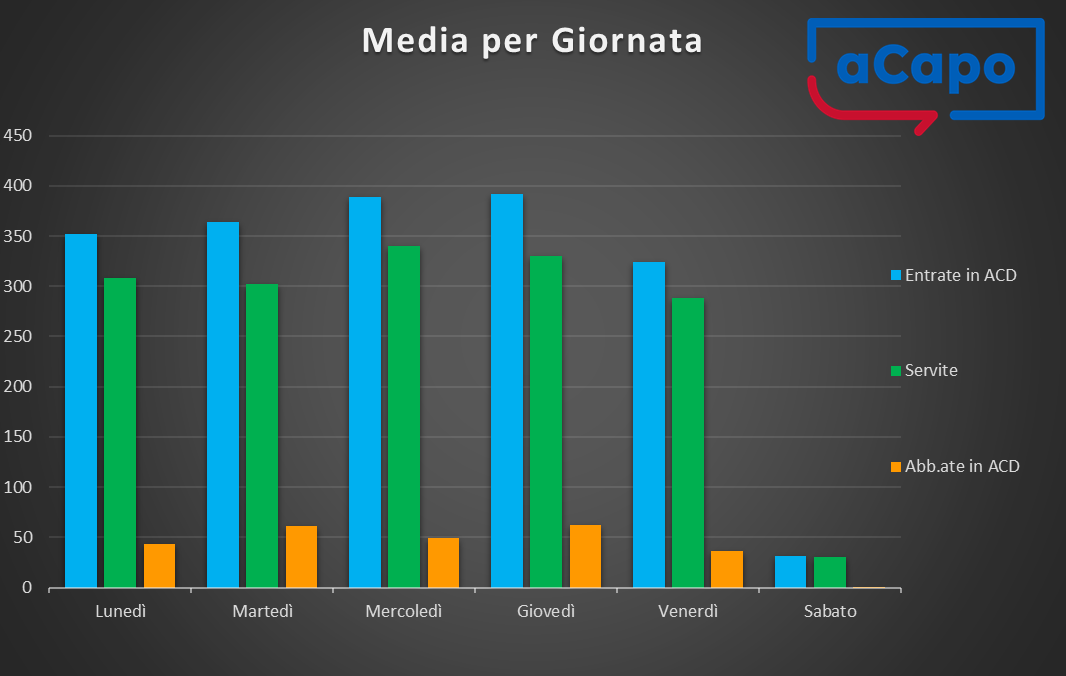 Media per Giornata
aCapo
450
400
350
300
250
200
150
100
50
0
Lunedì
Martedì
Mercoledì
Giovedì
Venerdì
Sabato
Entrate in ACD
Servite
Abb.ate in ACD